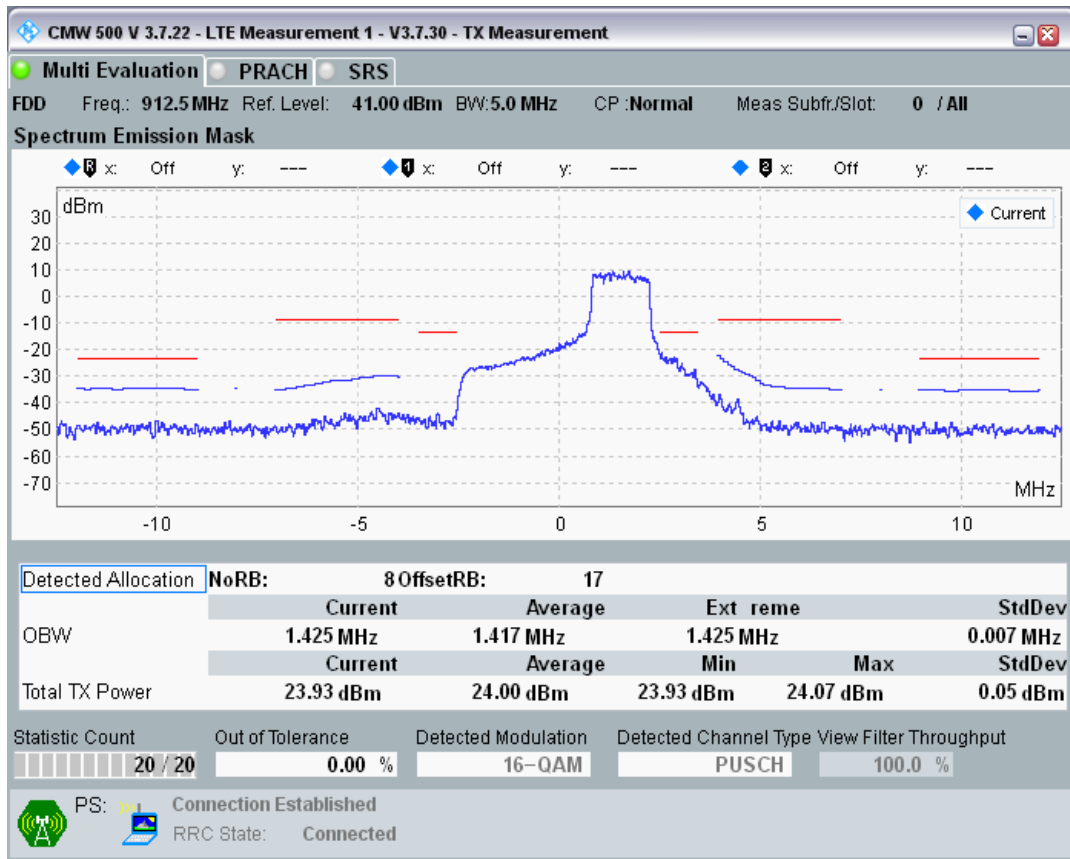 CMW 500 V 3.7.22 - LTE Measurement 1 - V3.7.30 - TX Measurement
Multi Evaluation PRACH SRS
FDD Freq.: 912.5 MHz Ref. Level: 41.00 dBm BW:5.0 MHz CP :Normal Meas Subfr./Slot: 0 / All
Spectrum Emission Mask
R x: Off y: --- 1 x: Off y: --- 2 x: Off y: ---
dBm
Current
30
20
10
0
-10
-20
-30
-40
-50
-60
-70
MHz
-10 -5 0 5 10
Detected Allocation NoRB: 8 OffsetRB: 17
Current Average Ext reme StdDev
OBW 1.425 MHz 1.417 MHz 1.425 MHz 0.007 MHz
Current Average Min Max StdDev
Total TX Power 23.93 dBm 24.00 dBm 23.93 dBm 24.07 dBm 0.05 dBm
Statistic Count Out of Tolerance Detected Modulation Detected Channel Type View Filter Throughput
20 / 20 0.00 % 16-QAM PUSCH 100.0 %
PS: Connection Established
RRC State: Connected